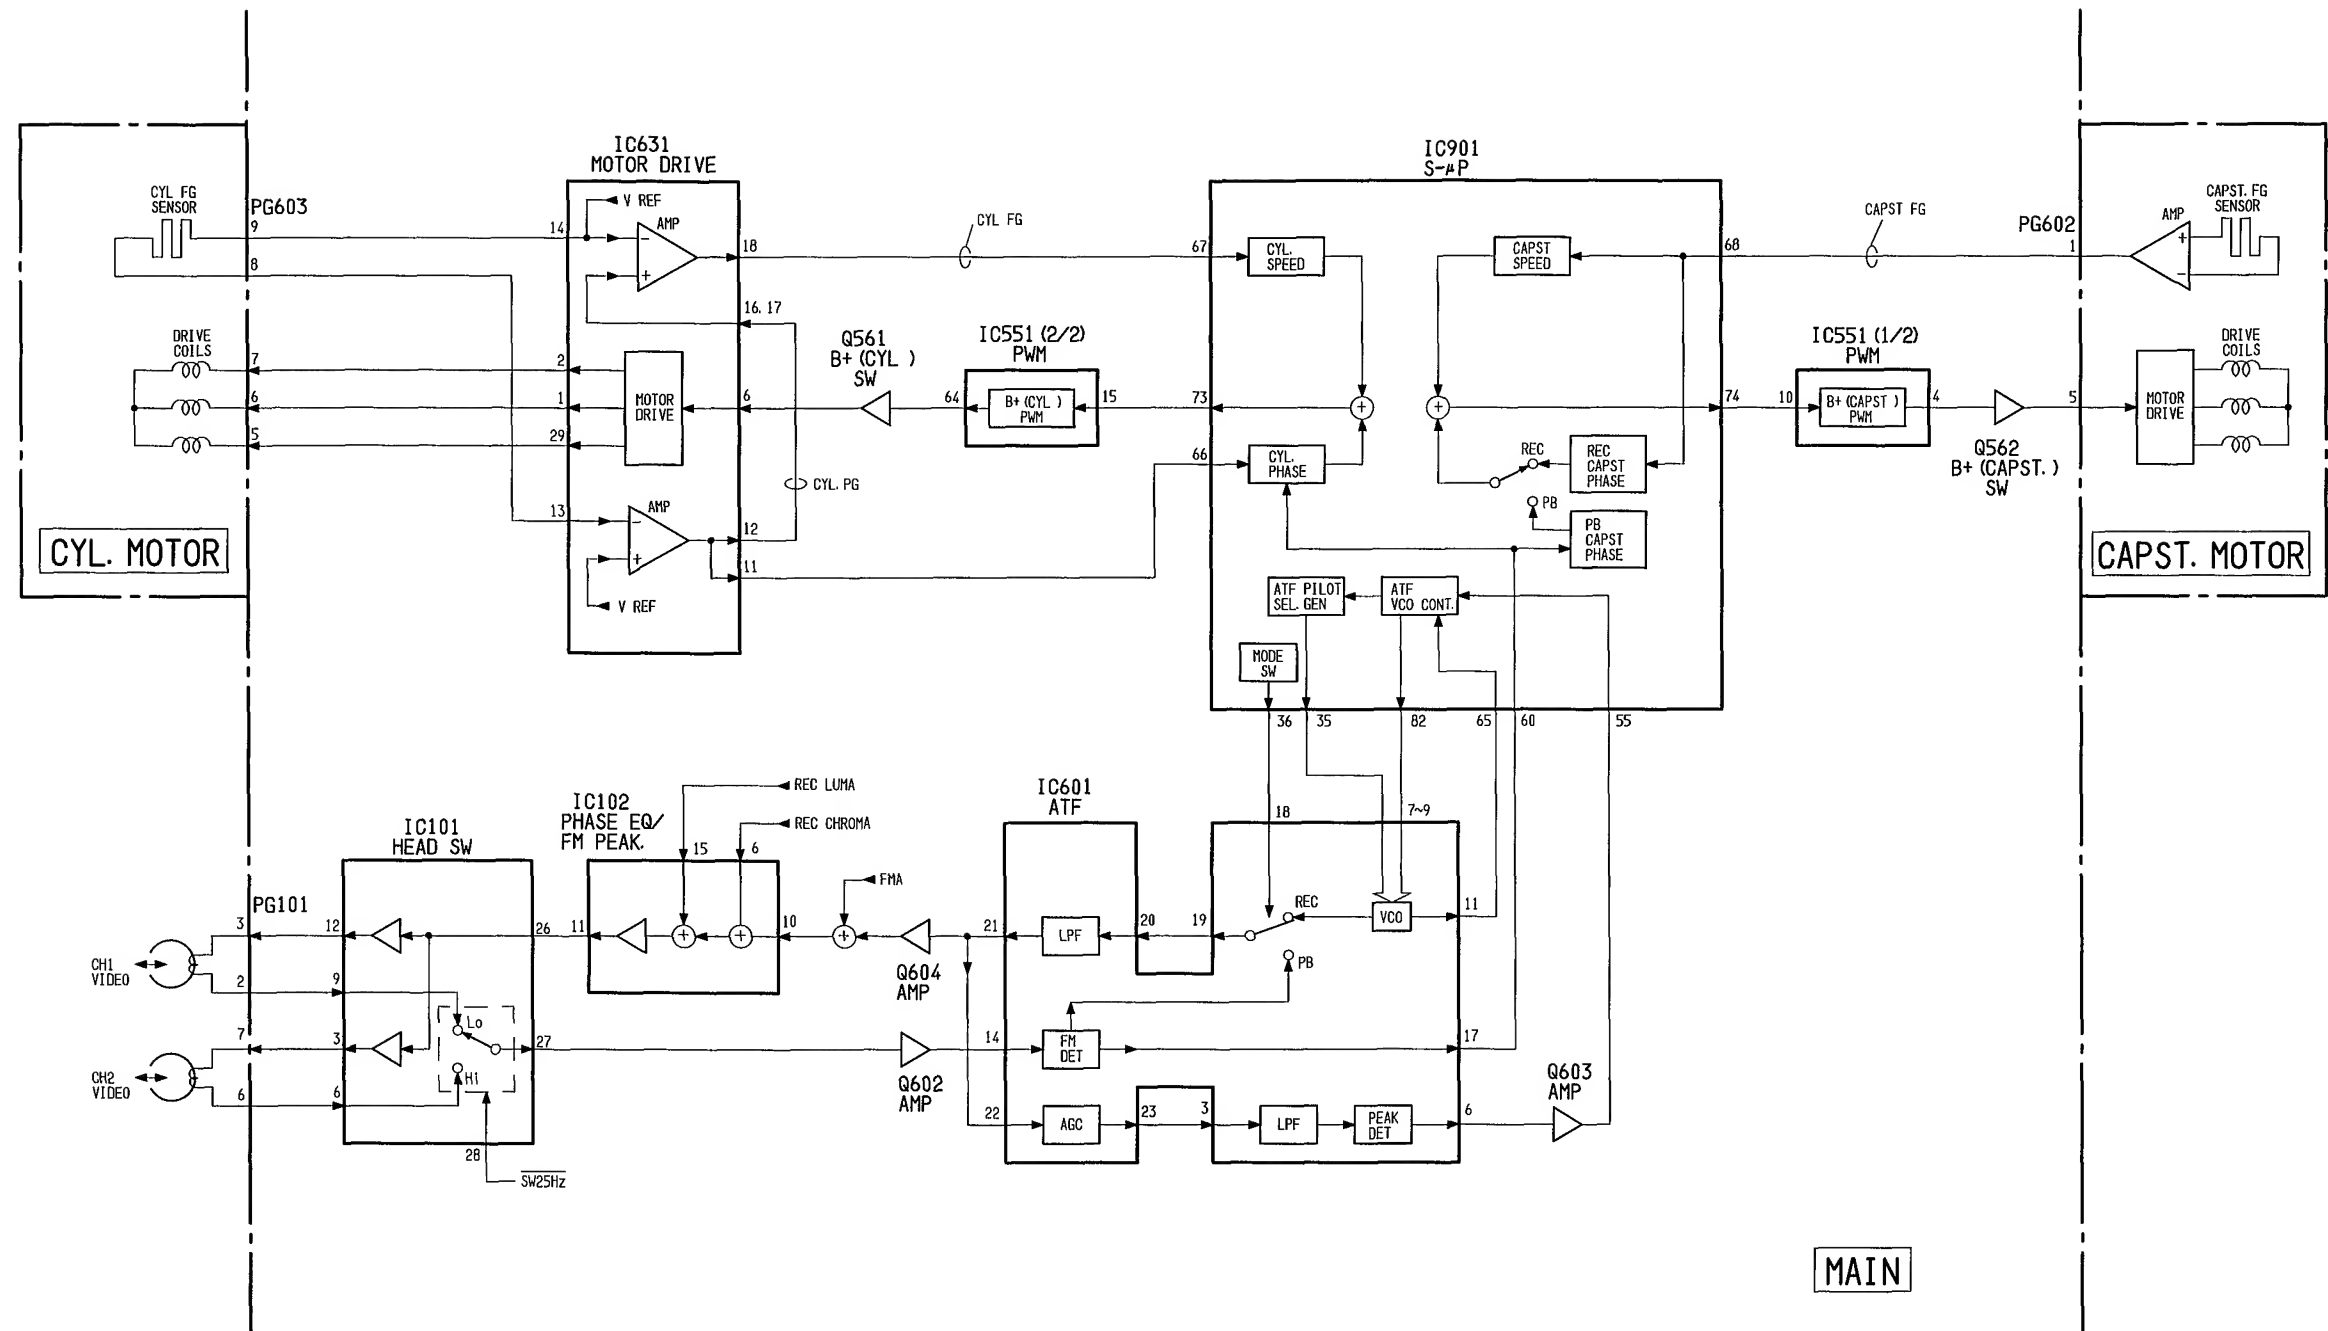 IC631
MOTOR DRIVE
IC901
S-μP
CYL FG
SENSOR
PG603
9
8
14
V REF
AMP
18
CYL FG
67
CYL.
SPEED
CAPST
SPEED
68
CAPST FG
PG602
1
AMP
CAPST. FG
SENSOR
16. 17
DRIVE
COILS
7
6
5
2
1
29
MOTOR
DRIVE
6
Q561
B+ (CYL )
SW
IC551 (2/2)
PWM
64
B+ (CYL )
PWM
15
73
74
IC551 (1/2)
PWM
10
B+ (CAPST )
PWM
4
5
Q562
B+ (CAPST. )
SW
MOTOR
DRIVE
DRIVE
COILS
66
CYL.
PHASE
REC
REC
CAPST
PHASE
PB
PB
CAPST
PHASE
CYL. PG
13
AMP
12
11
V REF
CYL. MOTOR
CAPST. MOTOR
ATF PILOT
SEL. GEN
ATF
VCO CONT.
MODE
SW
36
35
82
65
60
55
REC LUMA
REC CHROMA
IC102
PHASE EQ/
FM PEAK.
15
6
IC101
HEAD SW
IC601
ATF
18
7~9
FMA
PG101
3
12
26
11
10
Q604
AMP
21
LPF
20
19
REC
VCO
11
PB
CH1
VIDEO
2
9
Lo
7
3
27
Hi
CH2
VIDEO
6
6
28
SW25Hz
Q602
AMP
14
FM
DET
17
22
AGC
23
3
LPF
PEAK
DET
6
Q603
AMP
MAIN